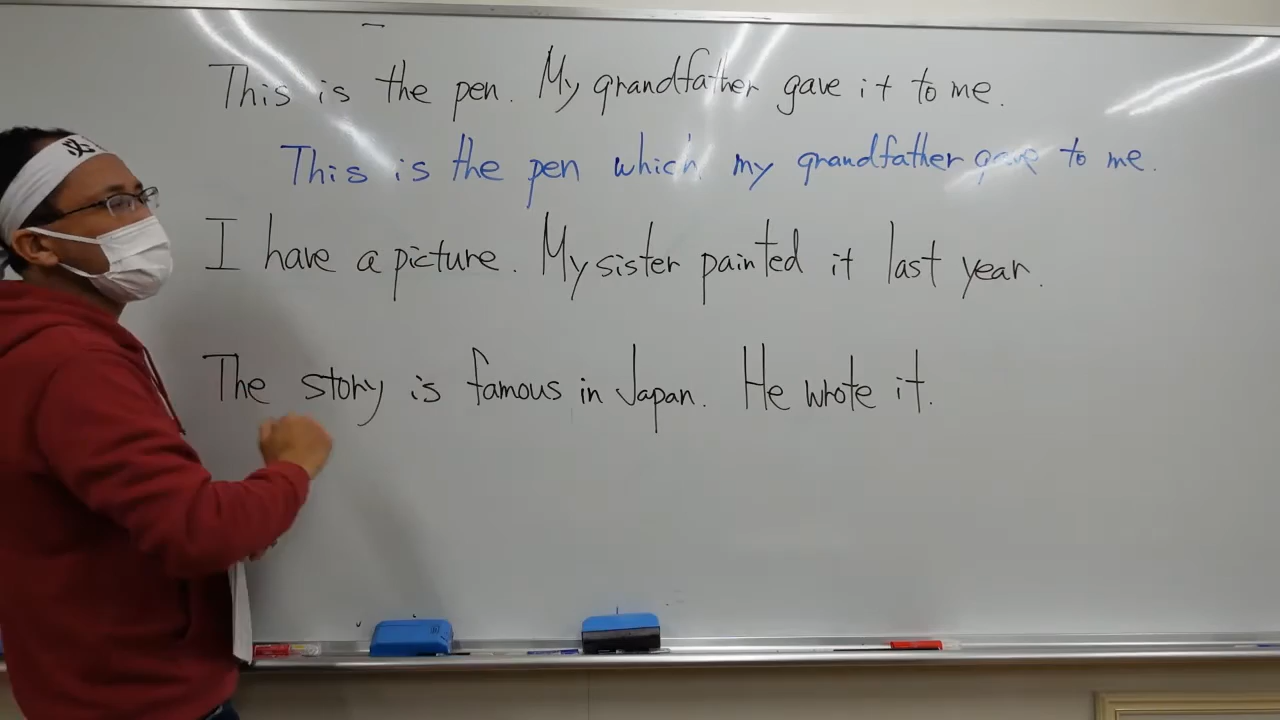 This is the pen. My grandfather gave it to me.
This is the pen which my grandfather gave to me.
I have a picture. My sister painted it last year.
The story is famous in Japan. He wrote it.
必